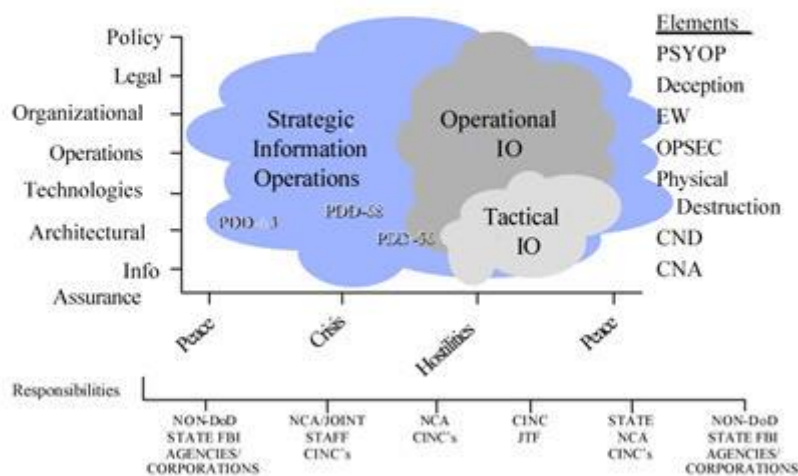 Policy
Legal
Organizational
Operations
Technologies
Architectural
Info
Assurance
Strategic
Information
Operations
PDD-68
Operational
IO
Tactical
IO
Elements
PSYOP
Deception
EW
OPSEC
Physical
Destruction
CND
CNA
Peace
Crisis
Hostilities
Peace
Responsibilities
NON-DoD
STATE FBI
AGENCIES/
CORPORATIONS
NCA/JOINT
STAFF
CINC's
NCA
CINC's
CINC
JTF
STATE
NCA
CINC's
NON-DoD
STATE FBI
AGENCIES/
CORPORATIONS